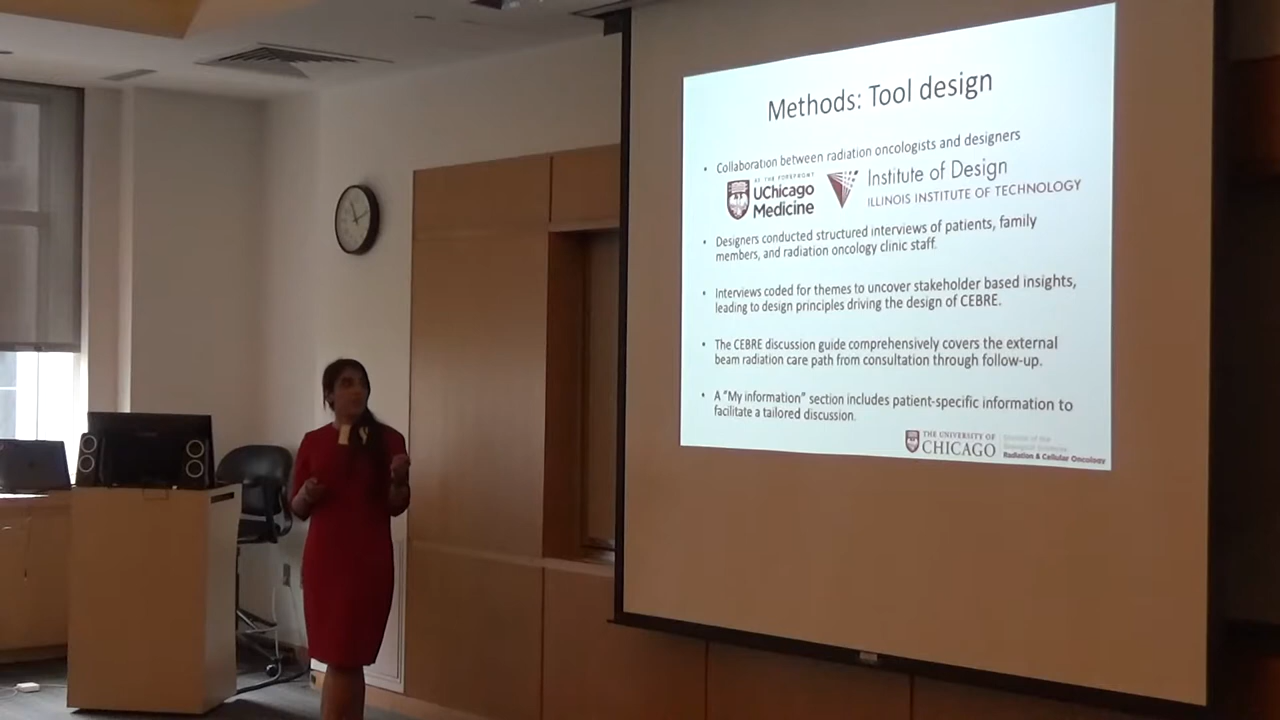 Methods: Tool design
• Collaboration between radiation oncologists and designers
AT THE FOREFRONT
UChicago
Medicine
Institute of Design
ILLINOIS INSTITUTE OF TECHNOLOGY
• Designers conducted structured interviews of patients, family
members, and radiation oncology clinic staff.
• Interviews coded for themes to uncover stakeholder based insights,
leading to design principles driving the design of CEBRE.
• The CEBRE discussion guide comprehensively covers the external
beam radiation care path from consultation through follow-up.
• A “My information” section includes patient-specific information to
facilitate a tailored discussion.
THE UNIVERSITY OF
CHICAGO
Radiation & Cellular Oncology